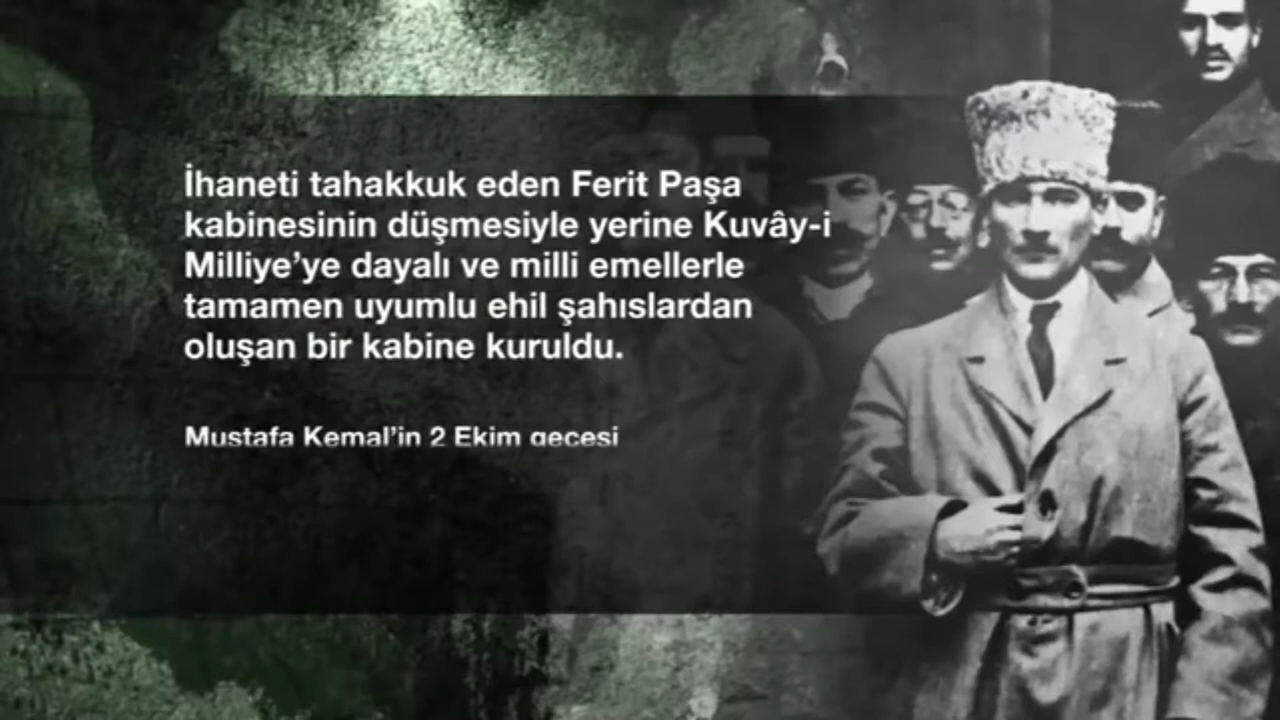 İhaneti tahakkuk eden Ferit Paşa
kabinesinin düşmesiyle yerine Kuvây-i
Milliye’ye dayalı ve milli emellerle
tamamen uyumlu ehil şahıslardan
oluşan bir kabine kuruldu.
Mustafa Kemal’in 2 Ekim gecesi